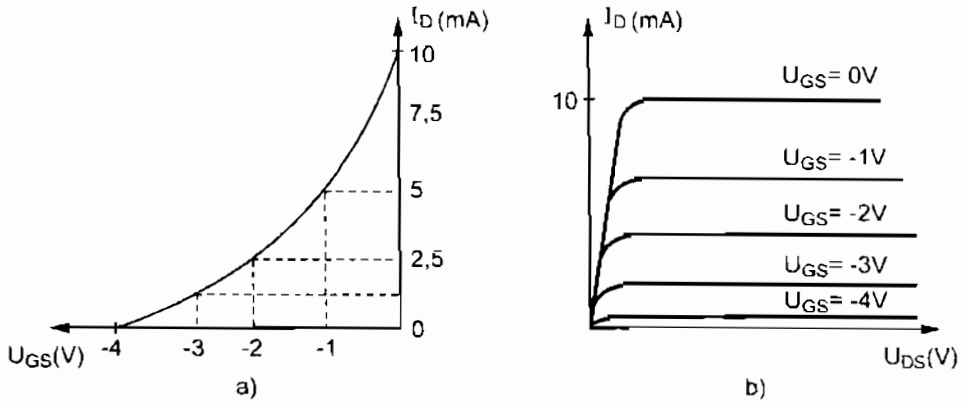 I_D (mA)
10
7,5
5
2,5
0
-4 -3 -2 -1
U_GS(V)
a)
I_D (mA)
10
U_GS= 0V
U_GS= -1V
U_GS= -2V
U_GS= -3V
U_GS= -4V
U_DS(V)
b)